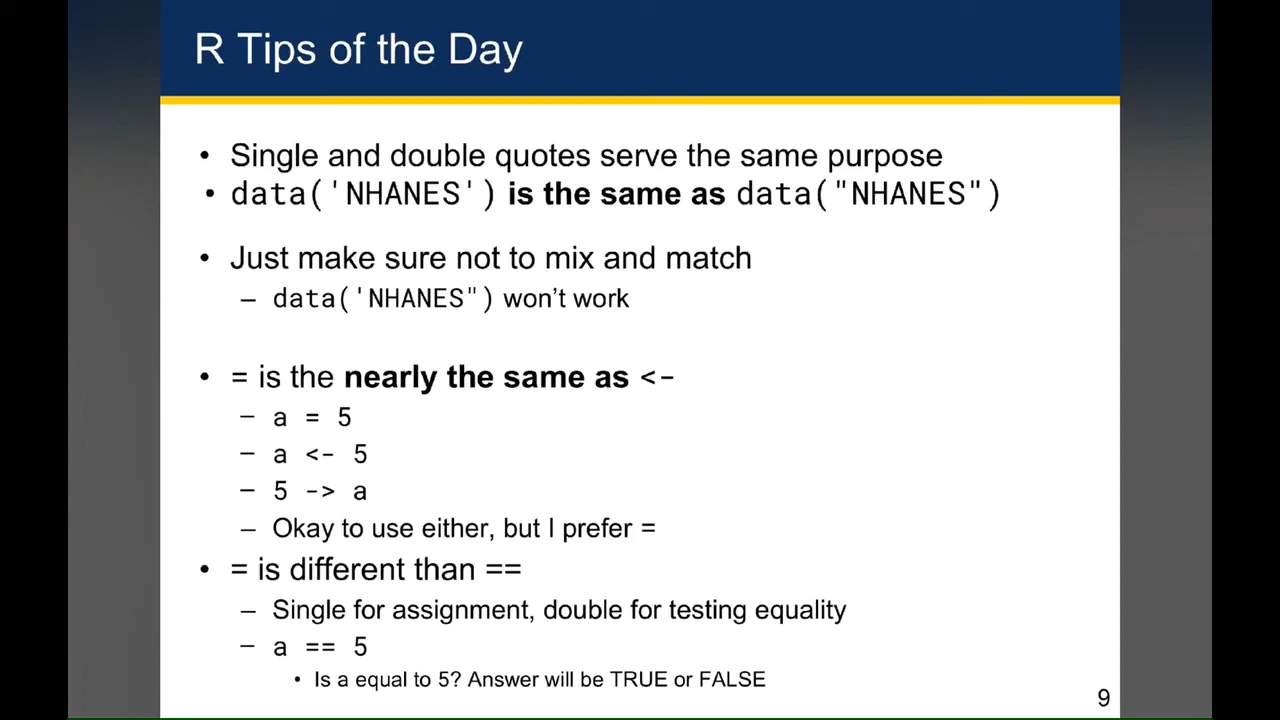 R Tips of the Day
• Single and double quotes serve the same purpose
• data('NHANES') is the same as data("NHANES")
• Just make sure not to mix and match
– data('NHANES") won't work
• = is the nearly the same as <-
– a = 5
– a <- 5
– 5 -> a
– Okay to use either, but I prefer =
• = is different than ==
– Single for assignment, double for testing equality
– a == 5
• Is a equal to 5? Answer will be TRUE or FALSE
9